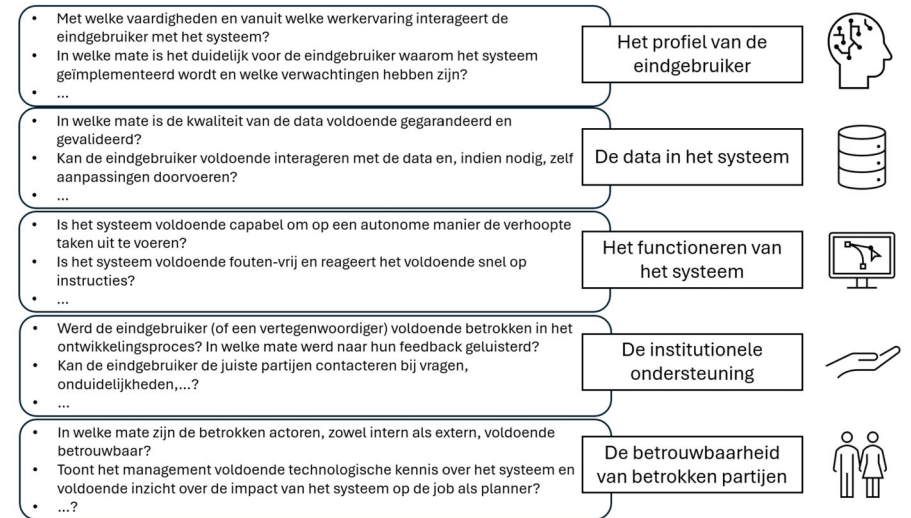 • Met welke vaardigheden en vanuit welke werkervaring interageert de
eindgebruiker met het systeem?
• In welke mate is het duidelijk voor de eindgebruiker waarom het systeem
geïmplementeerd wordt en welke verwachtingen hebben zijn?
• ...
Het profiel van de
eindgebruiker
• In welke mate is de kwaliteit van de data voldoende gegarandeerd en
gevalideerd?
• Kan de eindgebruiker voldoende interageren met de data en, indien nodig, zelf
aanpassingen doorvoeren?
• ...
De data in het systeem
• Is het systeem voldoende capabel om op een autonome manier de verhoopte
taken uit te voeren?
• Is het systeem voldoende fouten-vrij en reageert het voldoende snel op
instructies?
• ...
Het functioneren van
het systeem
• Werd de eindgebruiker (of een vertegenwoordiger) voldoende betrokken in het
ontwikkelingsproces? In welke mate werd naar hun feedback geluisterd?
• Kan de eindgebruiker de juiste partijen contacteren bij vragen,
onduidelijkheden,...?
• ...
De institutionele
ondersteuning
• In welke mate zijn de betrokken actoren, zowel intern als extern, voldoende
betrouwbaar?
• Toont het management voldoende technologische kennis over het systeem en
voldoende inzicht over de impact van het systeem op de job als planner?
• ...?
De betrouwbaarheid
van betrokken partijen